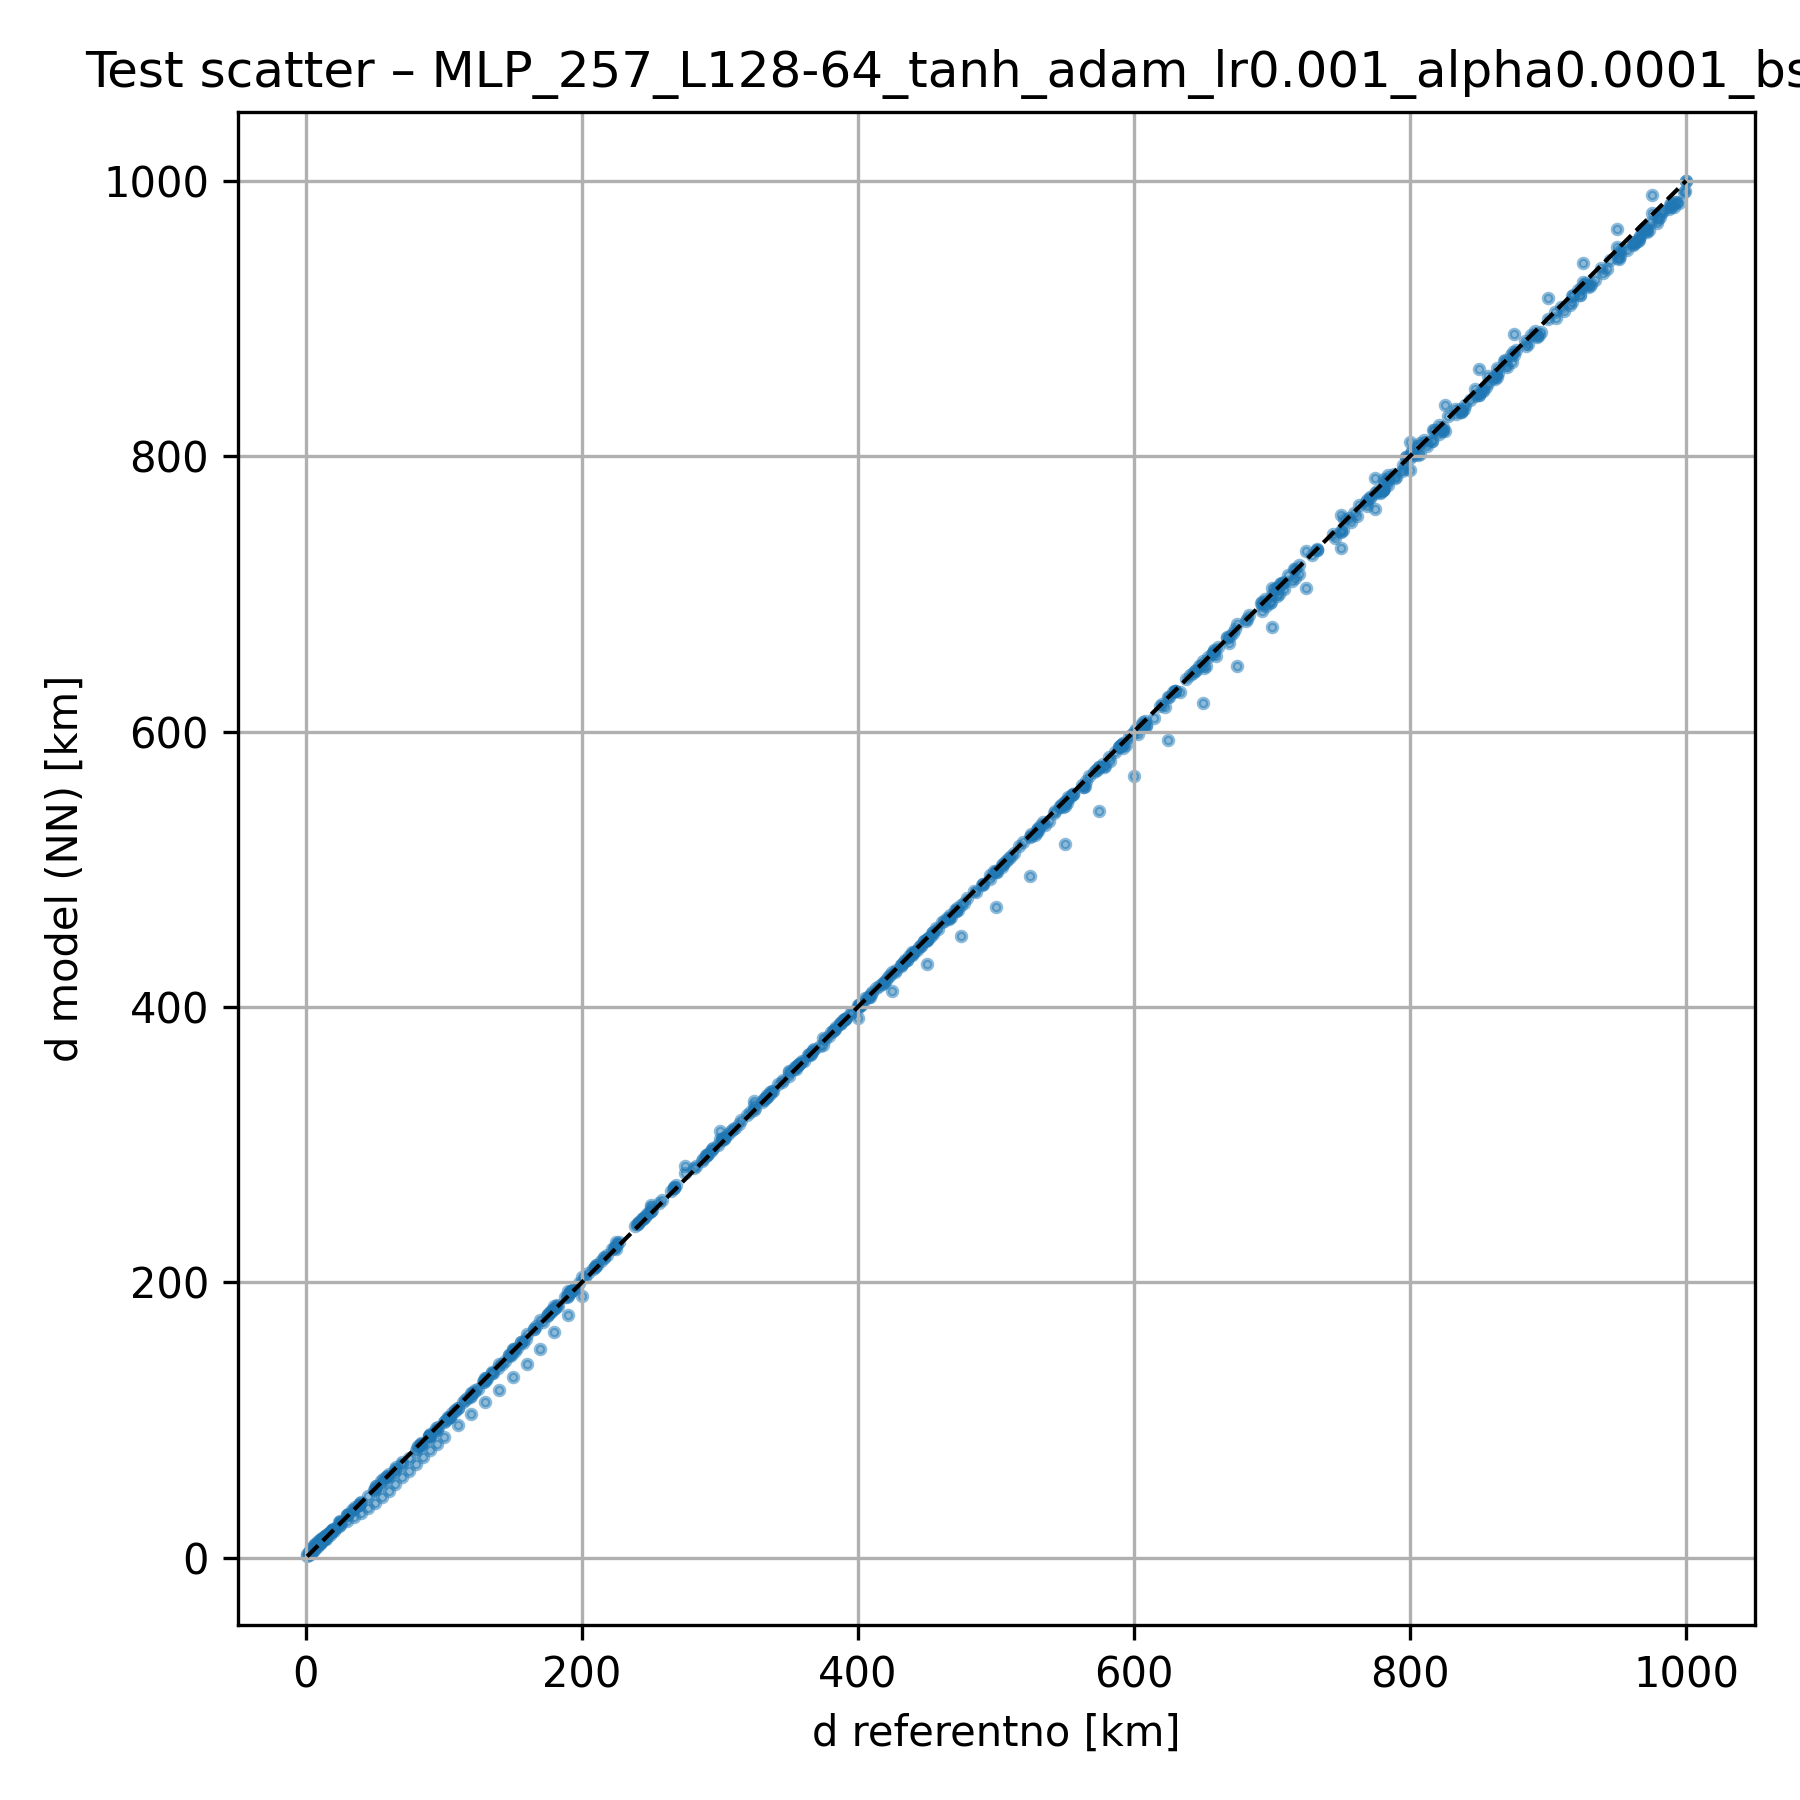 Test scatter – MLP_257_L128-64_tanh_adam_lr0.001_alpha0.0001_bs
1000
800
600
400
200
0
d model (NN) [km]
0 200 400 600 800 1000
d referentno [km]